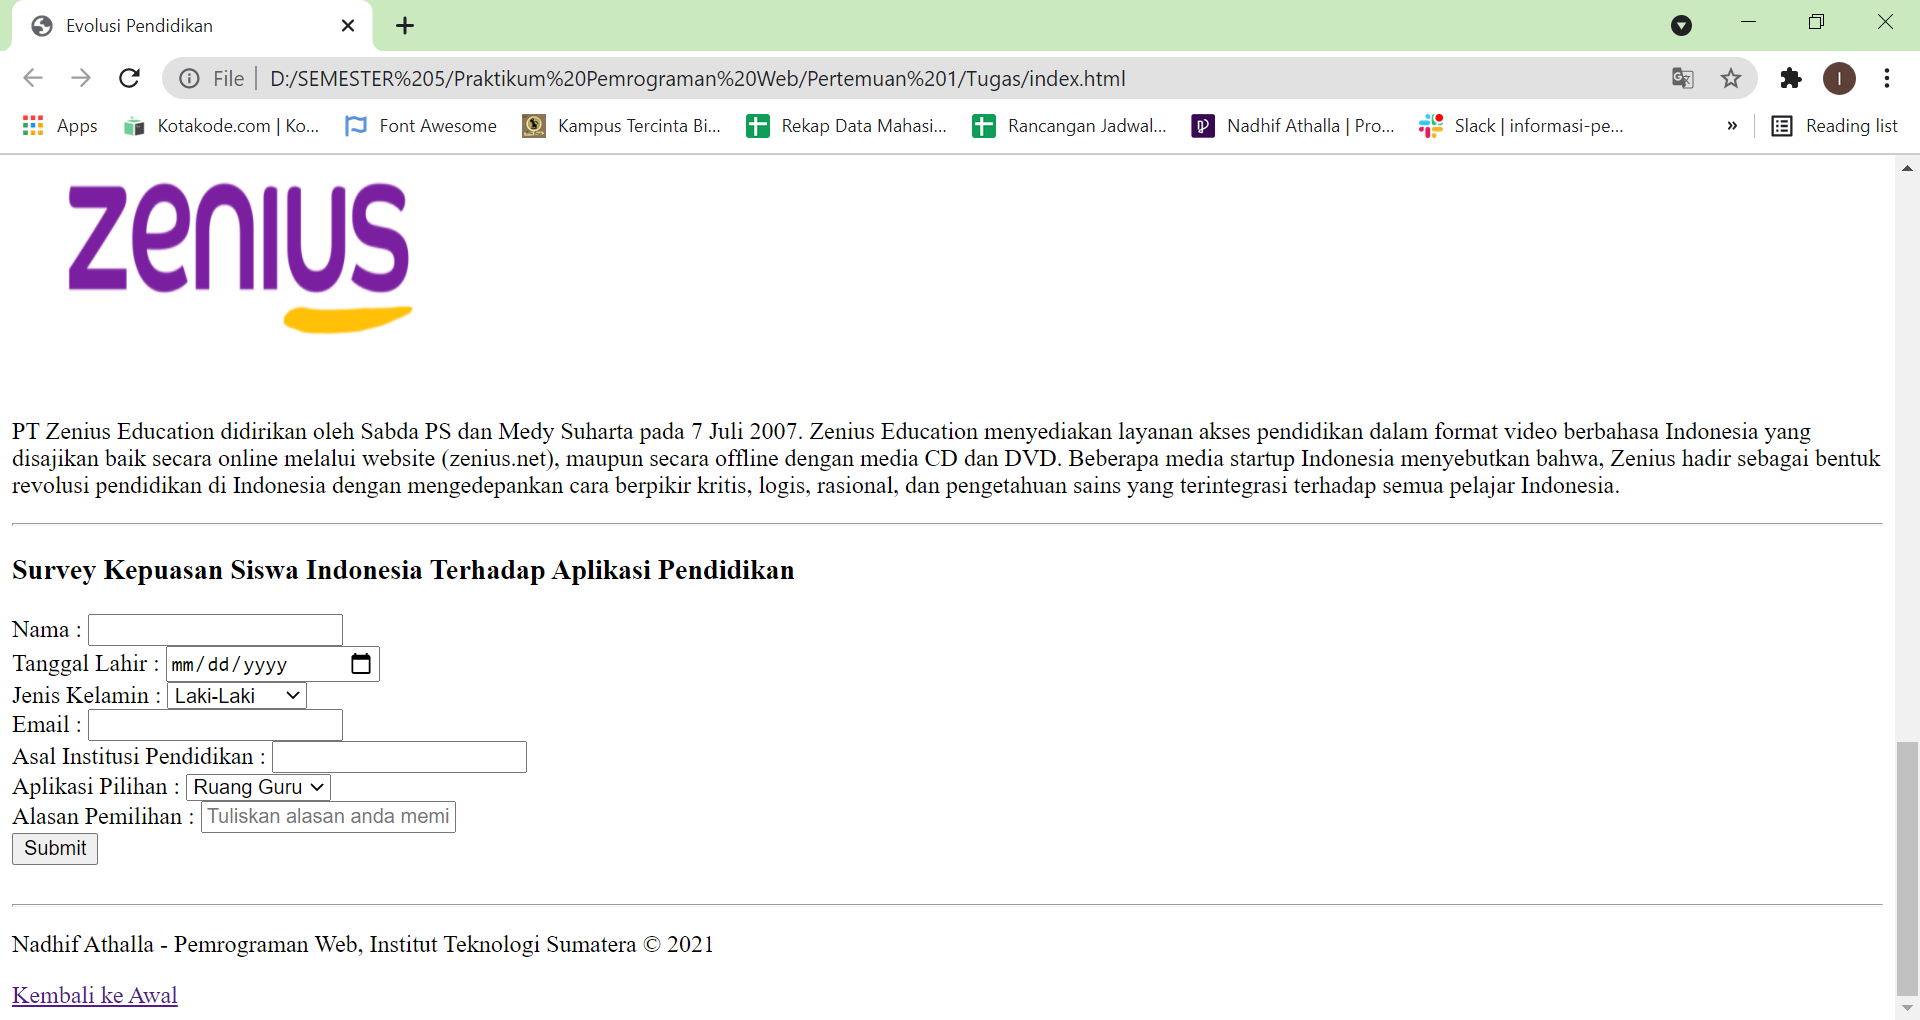 Evolusi Pendidikan
File
D:/SEMESTER%205/Praktikum%20Pemrograman%20Web/Pertemuan%201/Tugas/index.html
I
Apps
Kotakode.com | Ko...
Font Awesome
Kampus Tercinta Bi...
Rekap Data Mahasi...
Rancangan Jadwal...
Nadhif Athalla | Pro...
Slack | informasi-pe...
»
Reading list
zenius
PT Zenius Education didirikan oleh Sabda PS dan Medy Suharta pada 7 Juli 2007. Zenius Education menyediakan layanan akses pendidikan dalam format video berbahasa Indonesia yang
disajikan baik secara online melalui website (zenius.net), maupun secara offline dengan media CD dan DVD. Beberapa media startup Indonesia menyebutkan bahwa, Zenius hadir sebagai bentuk
revolusi pendidikan di Indonesia dengan mengedepankan cara berpikir kritis, logis, rasional, dan pengetahuan sains yang terintegrasi terhadap semua pelajar Indonesia.
Survey Kepuasan Siswa Indonesia Terhadap Aplikasi Pendidikan
Nama :
Tanggal Lahir : mm/dd/yyyy
Jenis Kelamin : Laki-Laki
Email :
Asal Institusi Pendidikan :
Aplikasi Pilihan : Ruang Guru
Alasan Pemilihan : Tuliskan alasan anda memi
Submit
Nadhif Athalla - Pemrograman Web, Institut Teknologi Sumatera © 2021
Kembali ke Awal